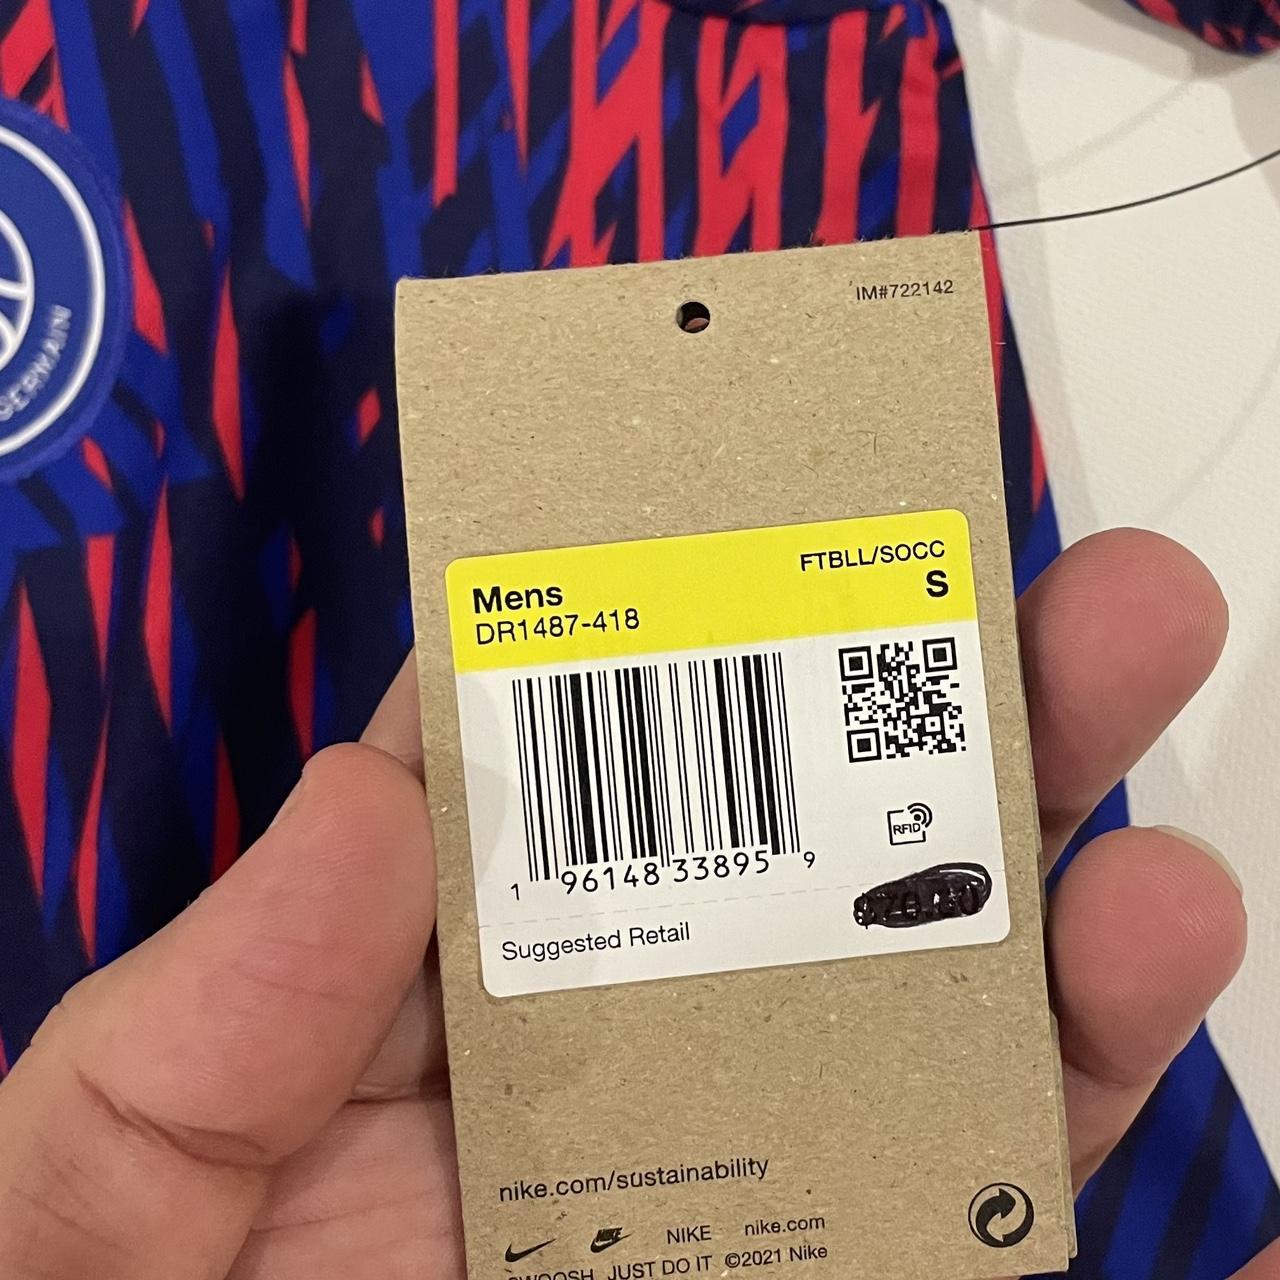 GERMAIN
IM#722142
FTBLL/SOCC
Mens
S
DR1487-418
RFID
1 96148 33895 9
Suggested Retail
nike.com/sustainability
NIKE nike.com
SWOOSH JUST DO IT ©2021 Nike